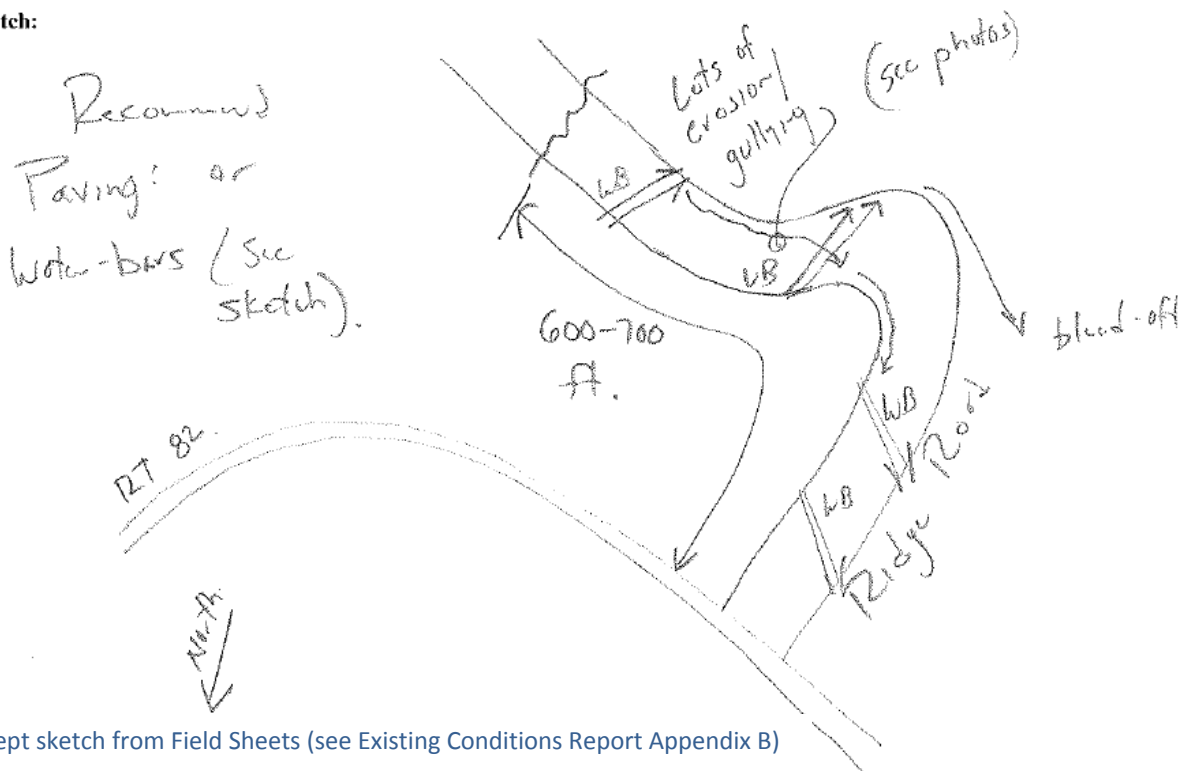 tch:
Recommend
Paving: or
Water-bars (See
sketch).
Lots of
erosion/
gullying
(see photos)
WB
WB
600-700
ft.
bleed-off
WB
WB
Ridge Road
RT 82
North
ept sketch from Field Sheets (see Existing Conditions Report Appendix B)